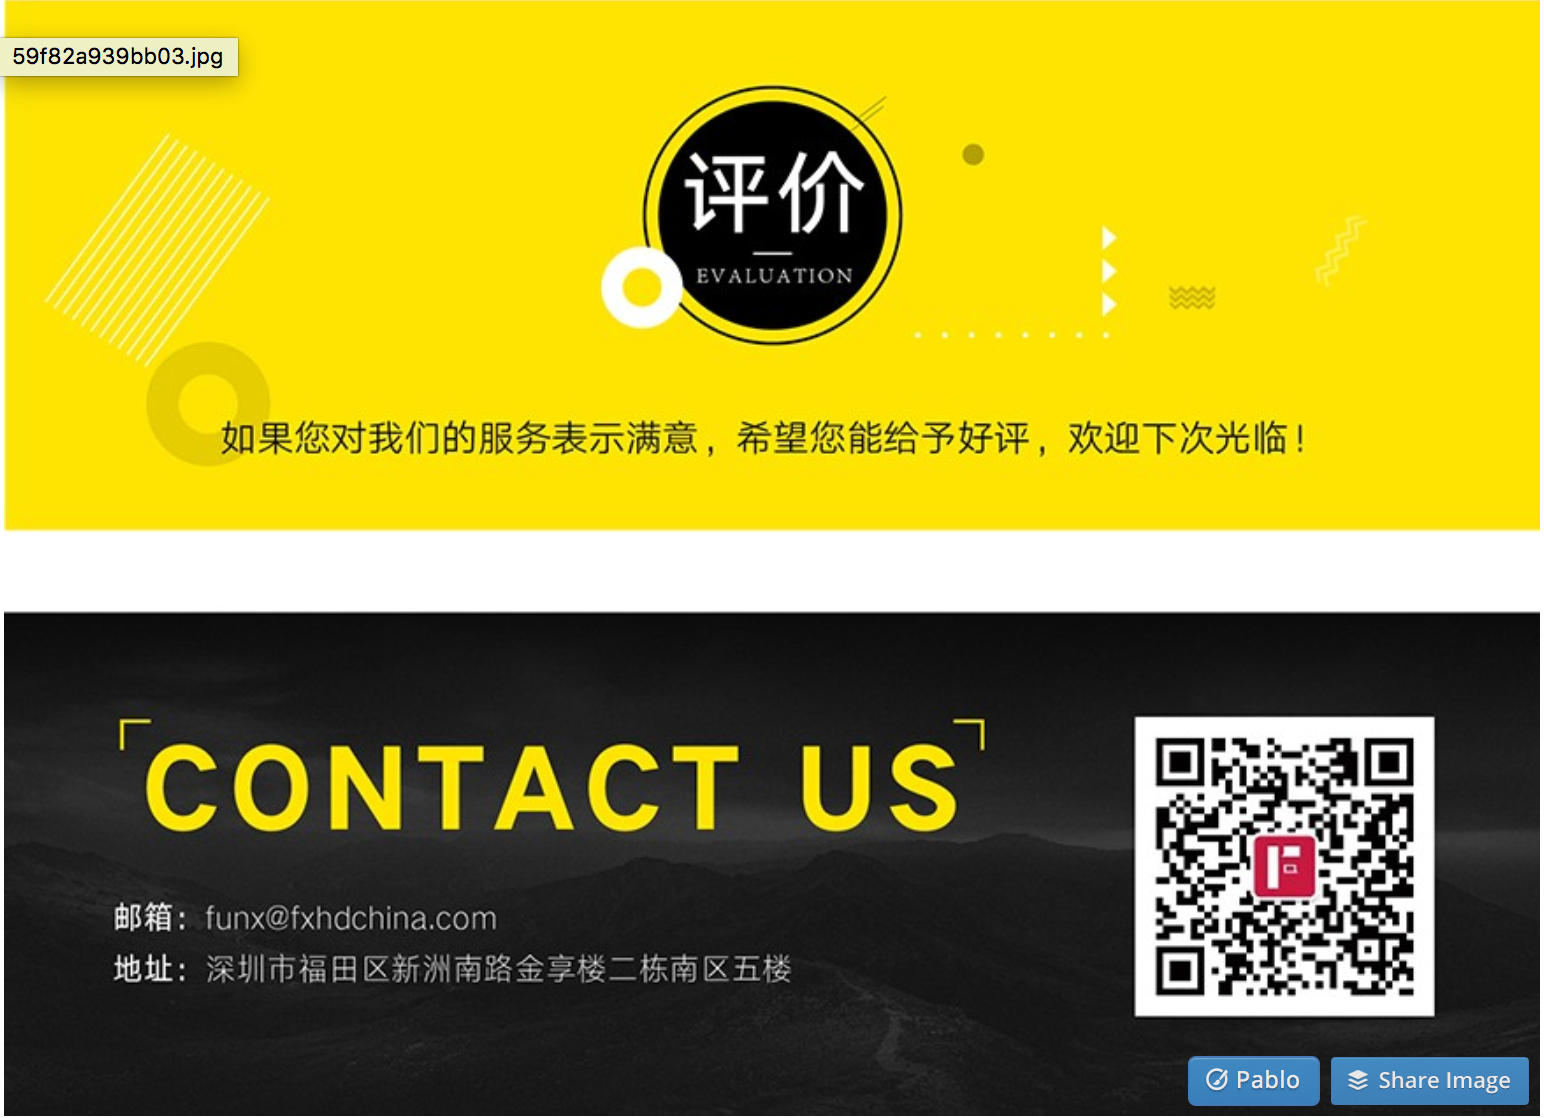 59f82a939bb03.jpg
评价
EVALUATION
如果您对我们的服务表示满意，希望您能给予好评，欢迎下次光临！
CONTACT US
邮箱：funx@fxhdchina.com
地址：深圳市福田区新洲南路金享楼二栋南区五楼
Pablo
Share Image